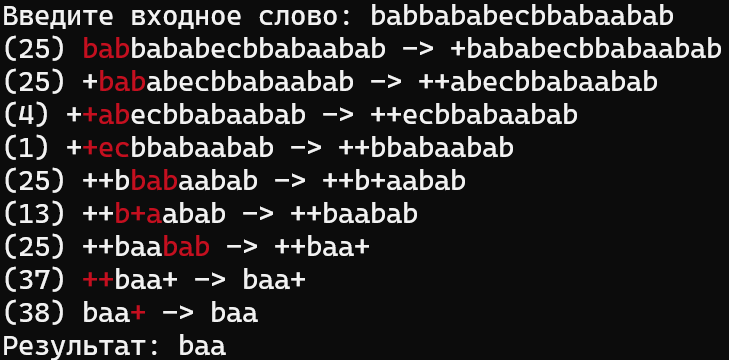 Введите входное слово: babbababecbbabaabab
(25) babbababecbbabaabab -> +bababecbbabaabab
(25) +bababecbbabaabab -> ++abecbbabaabab
(4) ++abecbbabaabab -> ++ecbbabaabab
(1) ++ecbbabaabab -> ++bbabaabab
(25) ++bbabaabab -> ++b+aabab
(13) ++b+aabab -> ++baabab
(25) ++baabab -> ++baa+
(37) ++baa+ -> baa+
(38) baa+ -> baa
Результат: baa